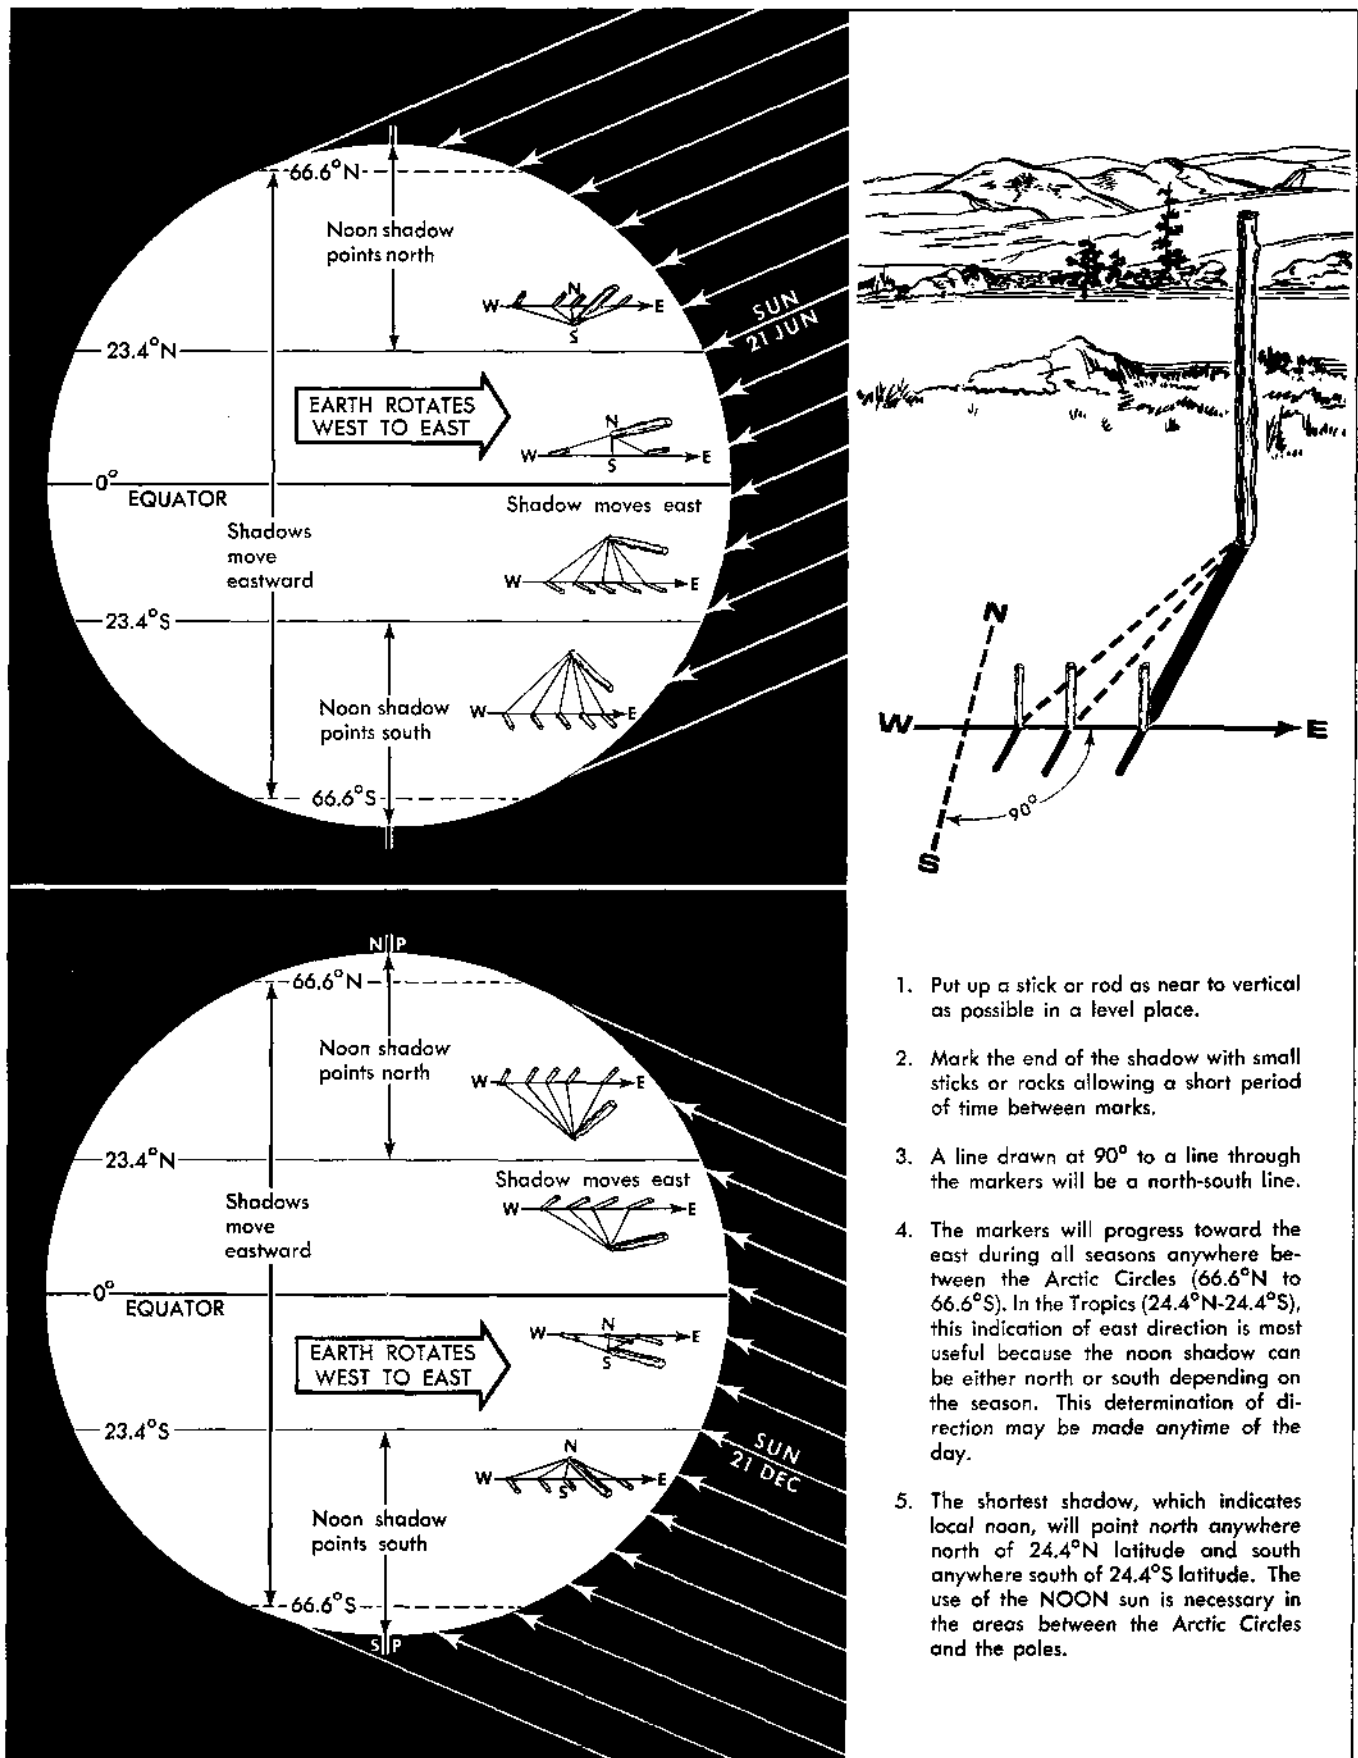 66.6°N
Noon shadow
points north
N
W E
S
23.4°N
SUN
21 JUN
EARTH ROTATES
WEST TO EAST
N
W E
S
0°
EQUATOR
Shadow moves east
Shadows
move
eastward
W E
23.4°S
Noon shadow
points south
W E
66.6°S
N
W E
90°
S
N P
66.6°N
Noon shadow
points north
W E
23.4°N
Shadow moves east
W E
Shadows
move
eastward
0°
EQUATOR
N
W E
S
EARTH ROTATES
WEST TO EAST
23.4°S
SUN
21 DEC
N
W E
S
Noon shadow
points south
66.6°S
S P
1. Put up a stick or rod as near to vertical
as possible in a level place.
2. Mark the end of the shadow with small
sticks or rocks allowing a short period
of time between marks.
3. A line drawn at 90° to a line through
the markers will be a north-south line.
4. The markers will progress toward the
east during all seasons anywhere be-
tween the Arctic Circles (66.6°N to
66.6°S). In the Tropics (24.4°N-24.4°S),
this indication of east direction is most
useful because the noon shadow can
be either north or south depending on
the season. This determination of di-
rection may be made anytime of the
day.
5. The shortest shadow, which indicates
local noon, will point north anywhere
north of 24.4°N latitude and south
anywhere south of 24.4°S latitude. The
use of the NOON sun is necessary in
the areas between the Arctic Circles
and the poles.